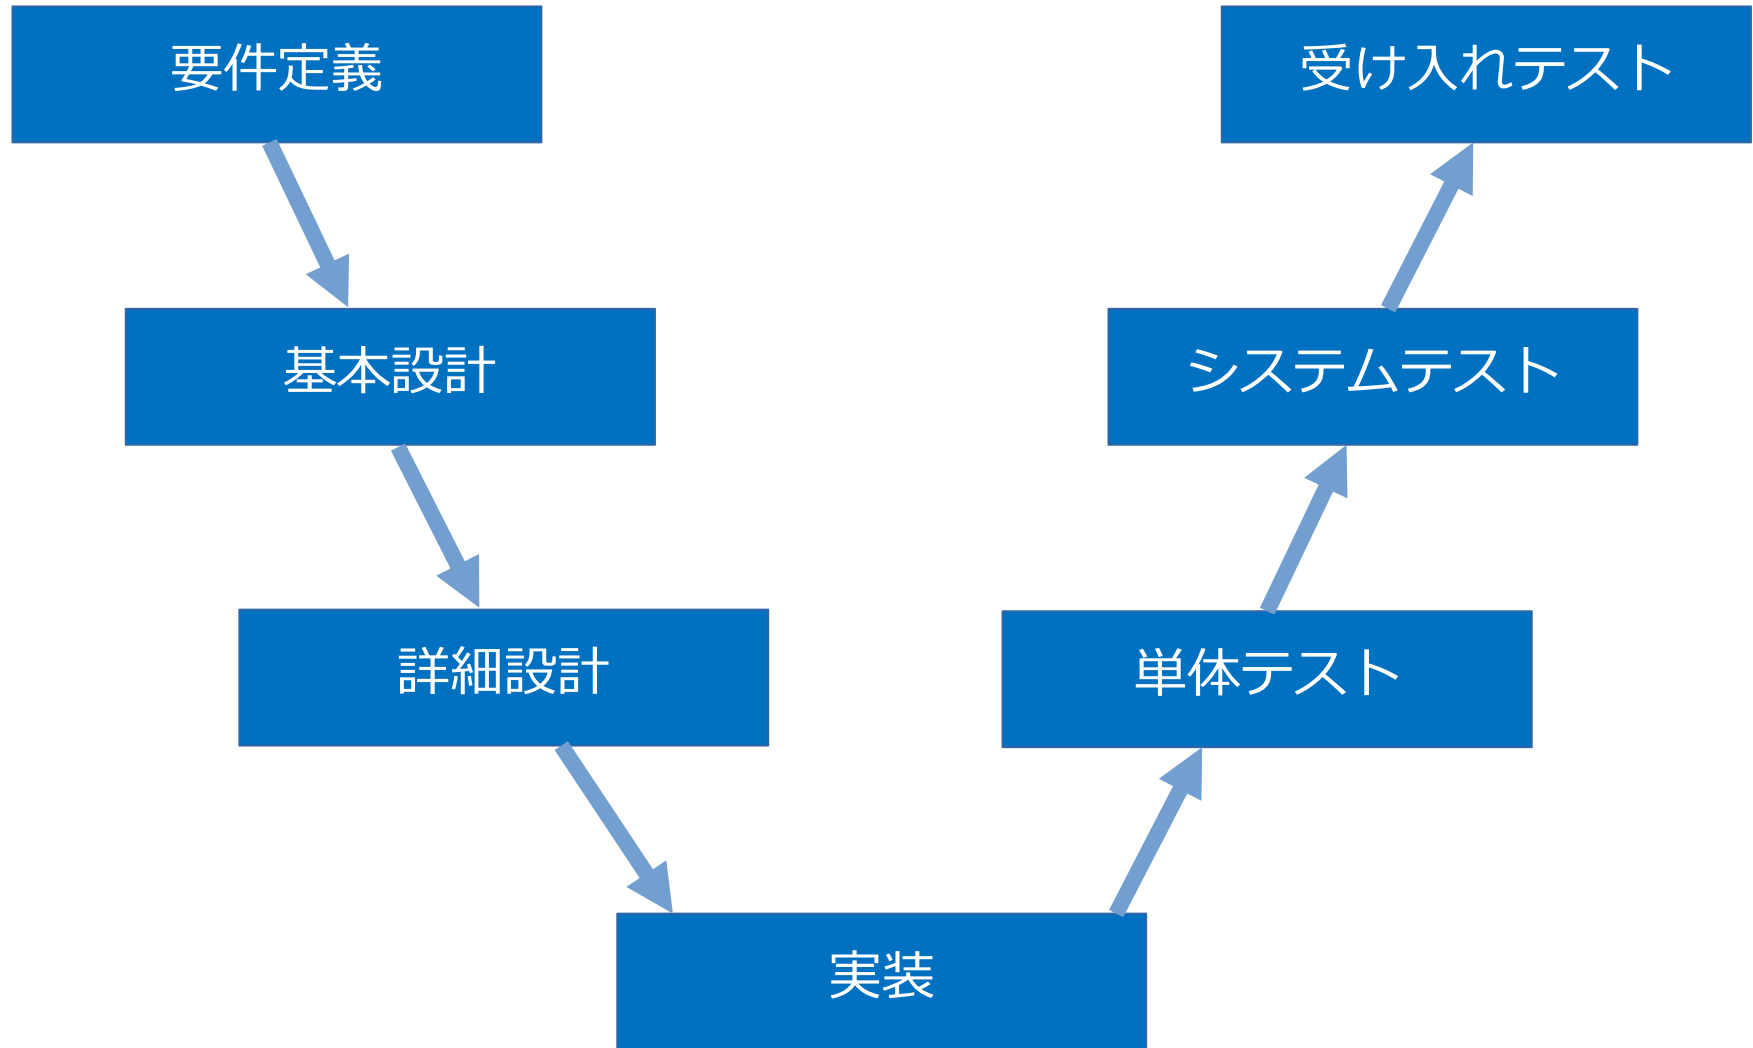 要件定義
受け入れテスト
基本設計
システムテスト
詳細設計
単体テスト
実装